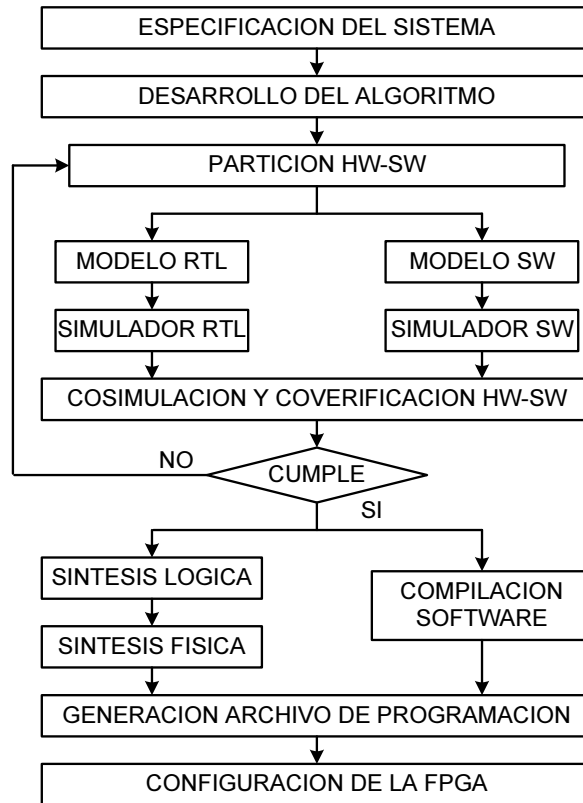 ESPECIFICACION DEL SISTEMA
DESARROLLO DEL ALGORITMO
PARTICION HW-SW
MODELO RTL
MODELO SW
SIMULADOR RTL
SIMULADOR SW
COSIMULACION Y COVERIFICACION HW-SW
NO
CUMPLE
SI
SINTESIS LOGICA
COMPILACION
SOFTWARE
SINTESIS FISICA
GENERACION ARCHIVO DE PROGRAMACION
CONFIGURACION DE LA FPGA